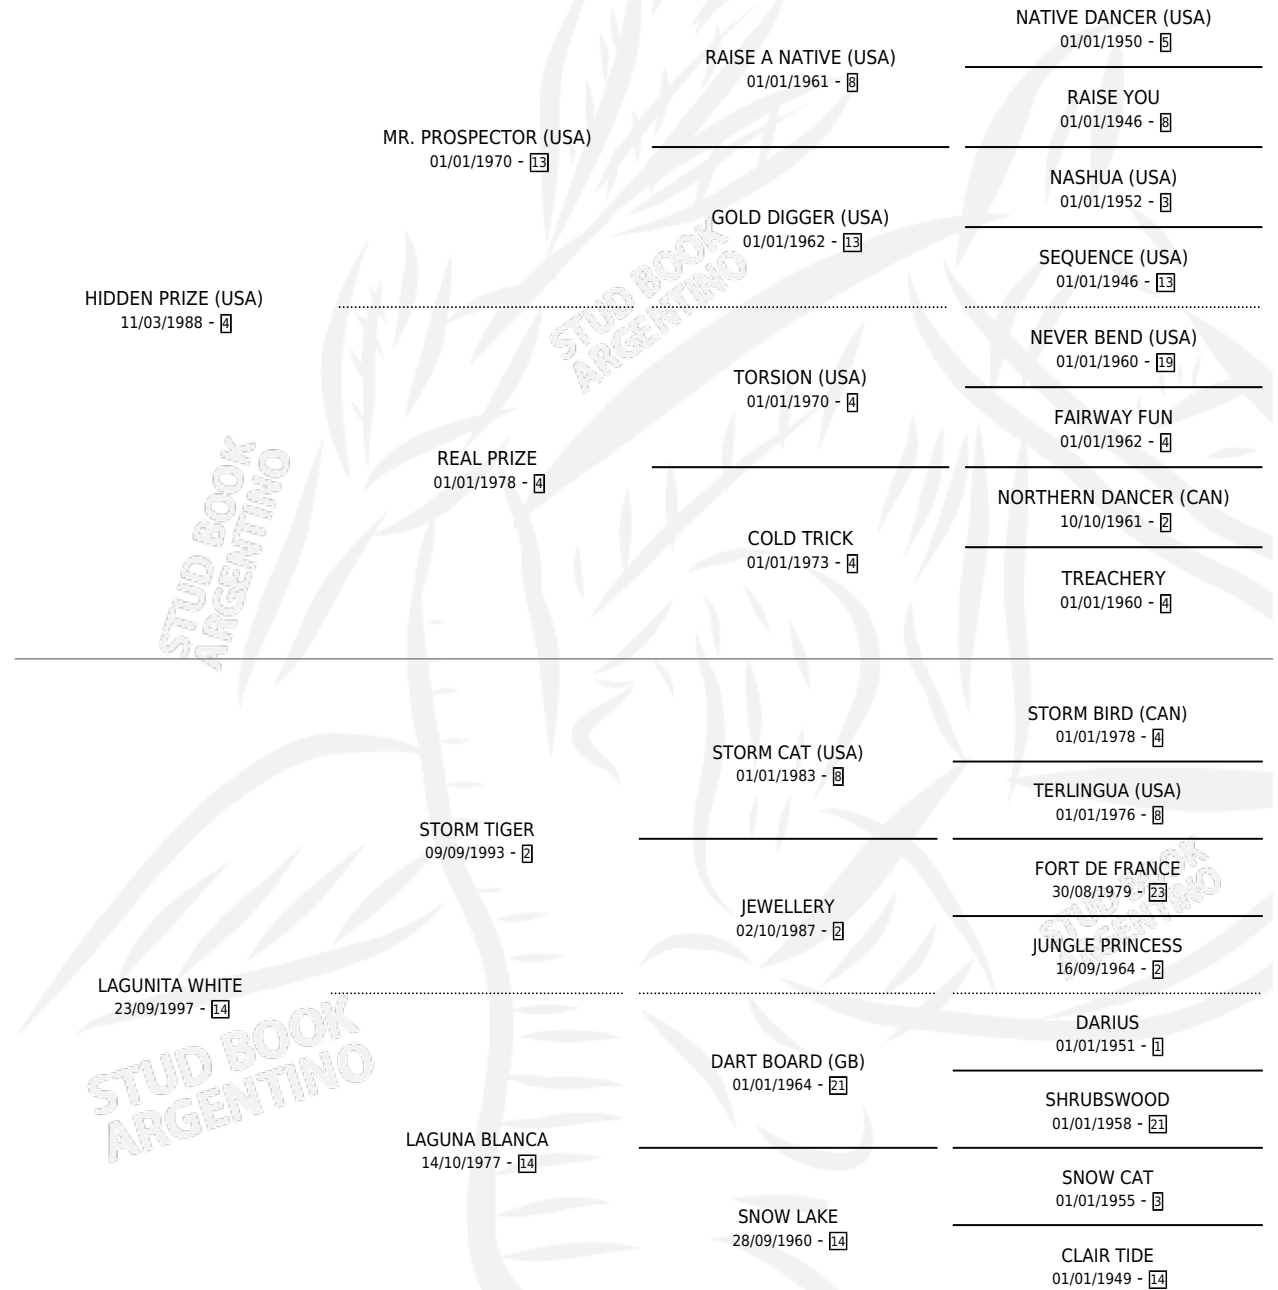 NATIVE DANCER (USA)
01/01/1950 - 5
RAISE A NATIVE (USA)
01/01/1961 - 8
RAISE YOU
01/01/1946 - 8
MR. PROSPECTOR (USA)
01/01/1970 - 13
NASHUA (USA)
01/01/1952 - 3
GOLD DIGGER (USA)
01/01/1962 - 13
SEQUENCE (USA)
01/01/1946 - 13
HIDDEN PRIZE (USA)
11/03/1988 - 4
STUD BOOK
ARGENTINO
NEVER BEND (USA)
01/01/1960 - 19
TORSION (USA)
01/01/1970 - 4
FAIRWAY FUN
01/01/1962 - 4
REAL PRIZE
01/01/1978 - 4
NORTHERN DANCER (CAN)
10/10/1961 - 2
COLD TRICK
01/01/1973 - 4
TREACHERY
01/01/1960 - 4
STUD BOOK
ARGENTINO
STORM BIRD (CAN)
01/01/1978 - 4
STORM CAT (USA)
01/01/1983 - 8
TERLINGUA (USA)
01/01/1976 - 8
STORM TIGER
09/09/1993 - 2
FORT DE FRANCE
30/08/1979 - 23
JEWELLERY
02/10/1987 - 2
JUNGLE PRINCESS
16/09/1964 - 2
STUD BOOK
ARGENTINO
LAGUNITA WHITE
23/09/1997 - 14
DARIUS
01/01/1951 - 1
DART BOARD (GB)
01/01/1964 - 21
SHRUBSWOOD
01/01/1958 - 21
STUD BOOK
ARGENTINO
LAGUNA BLANCA
14/10/1977 - 14
SNOW CAT
01/01/1955 - 3
SNOW LAKE
28/09/1960 - 14
CLAIR TIDE
01/01/1949 - 14